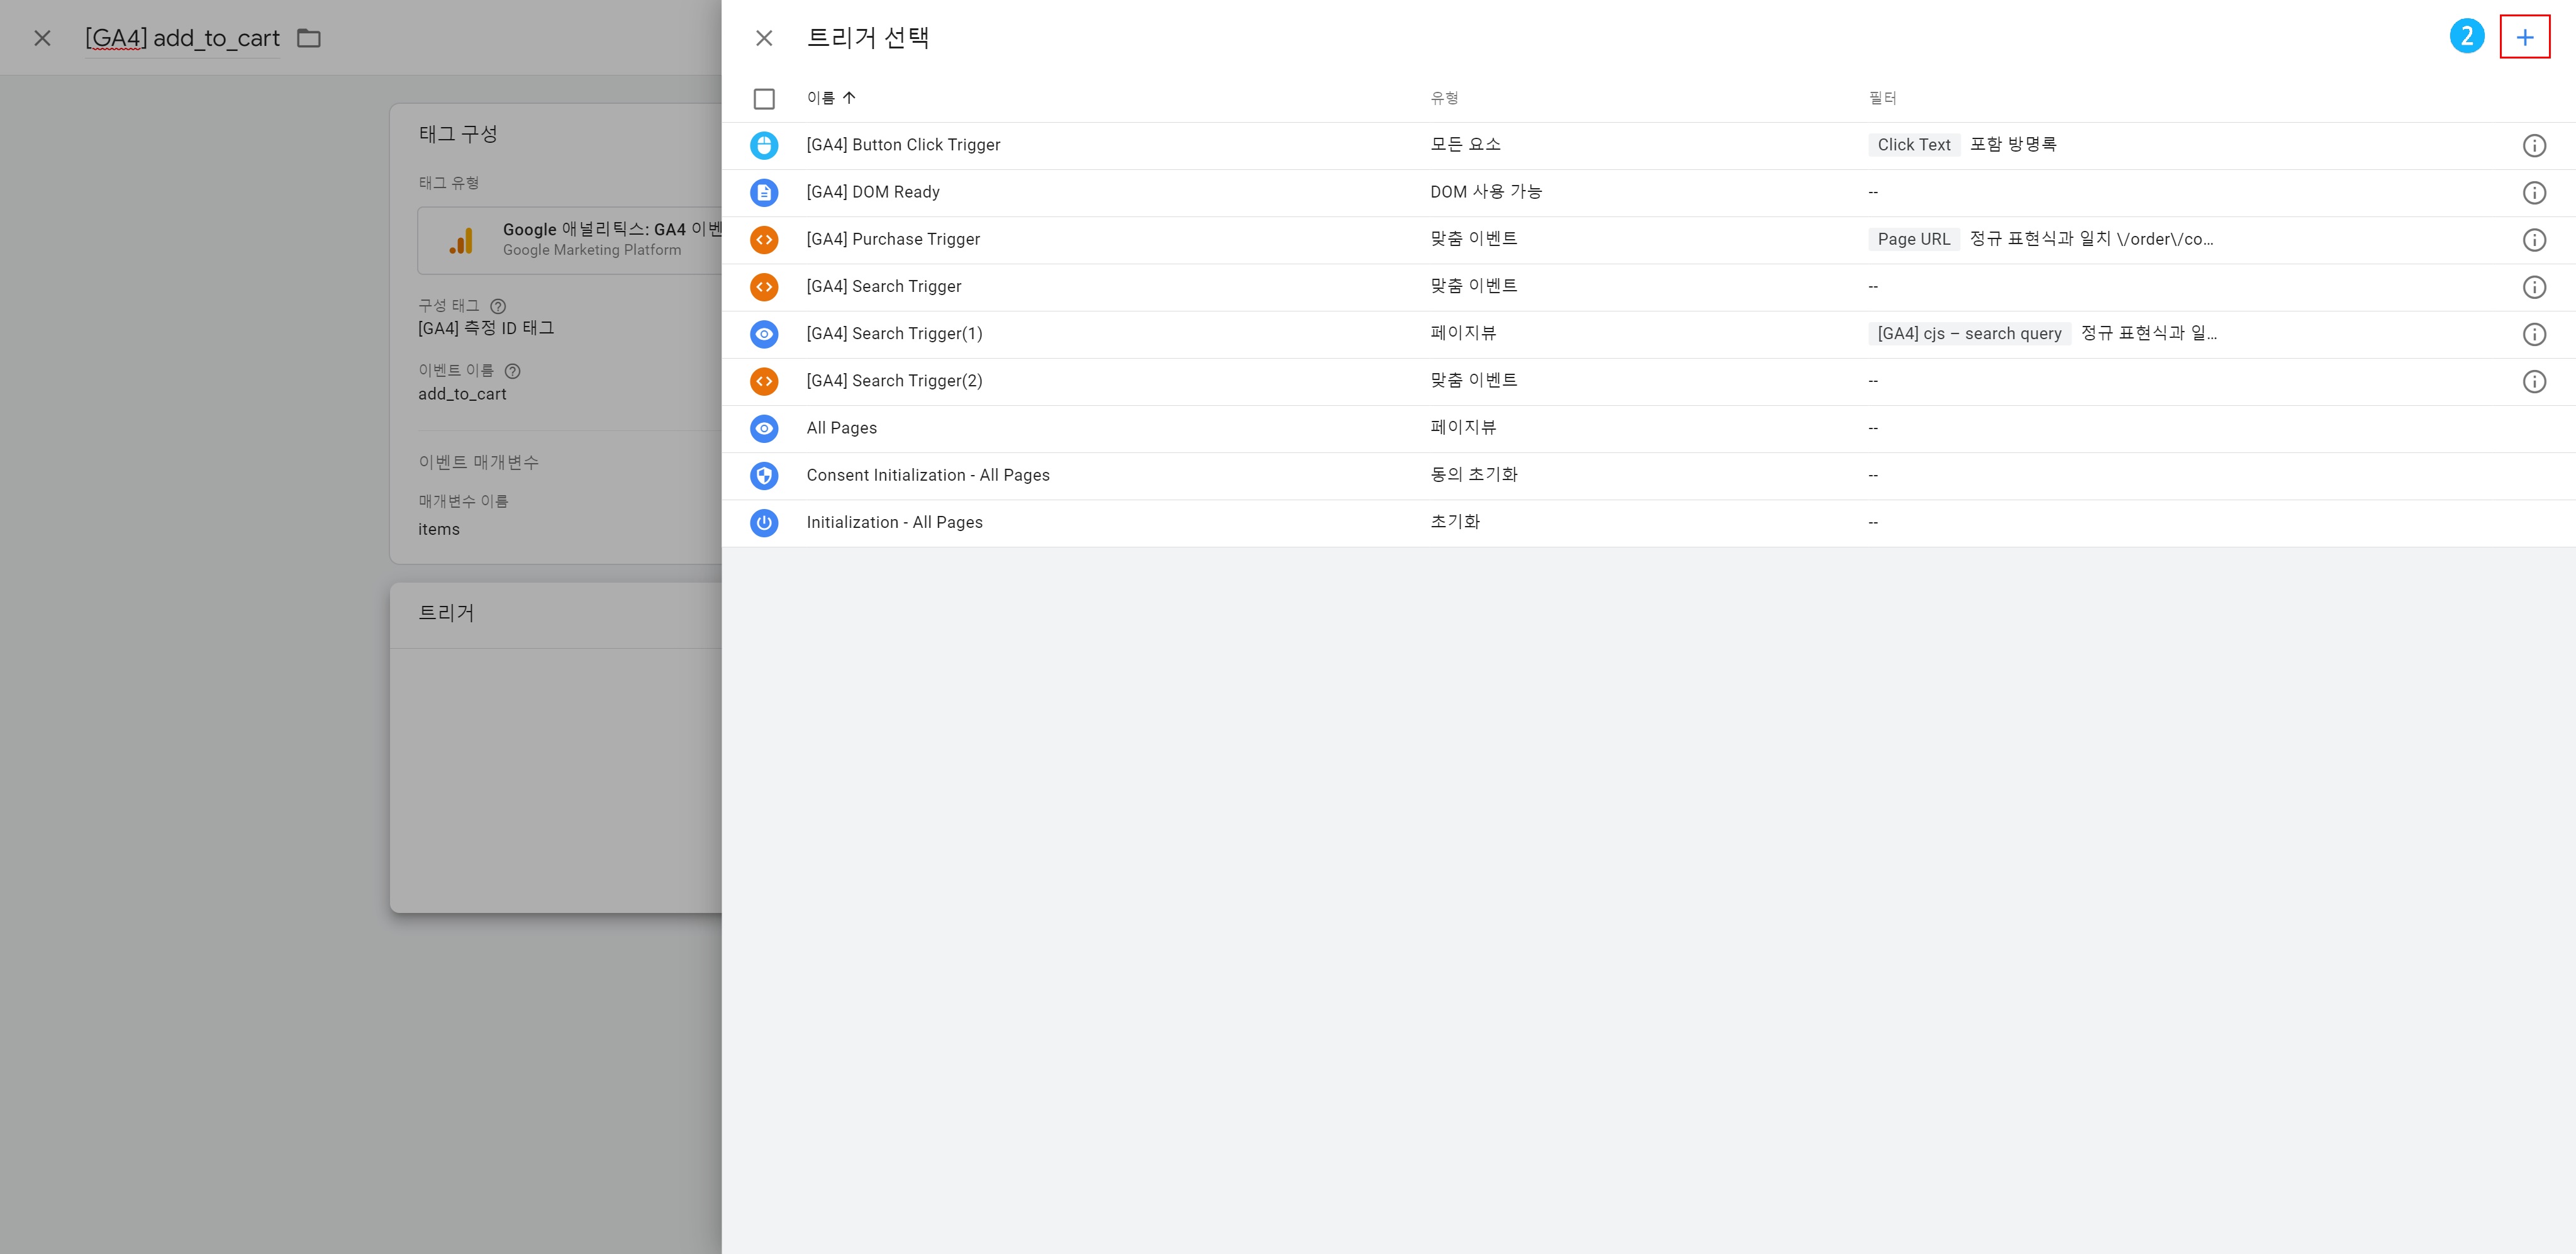 [GA4] add_to_cart
태그 구성
태그 유형
Google 애널리틱스: GA4 이벤
Google Marketing Platform
구성 태그
[GA4] 측정 ID 태그
이벤트 이름
add_to_cart
이벤트 매개변수
매개변수 이름
items
트리거
트리거 선택
2
이름 유형 필터
[GA4] Button Click Trigger 모든 요소 Click Text 포함 방명록
[GA4] DOM Ready DOM 사용 가능 --
[GA4] Purchase Trigger 맞춤 이벤트 Page URL 정규 표현식과 일치 \/order\/co...
[GA4] Search Trigger 맞춤 이벤트 --
[GA4] Search Trigger(1) 페이지뷰 [GA4] cjs – search query 정규 표현식과 일...
[GA4] Search Trigger(2) 맞춤 이벤트 --
All Pages 페이지뷰 --
Consent Initialization - All Pages 동의 초기화 --
Initialization - All Pages 초기화 --